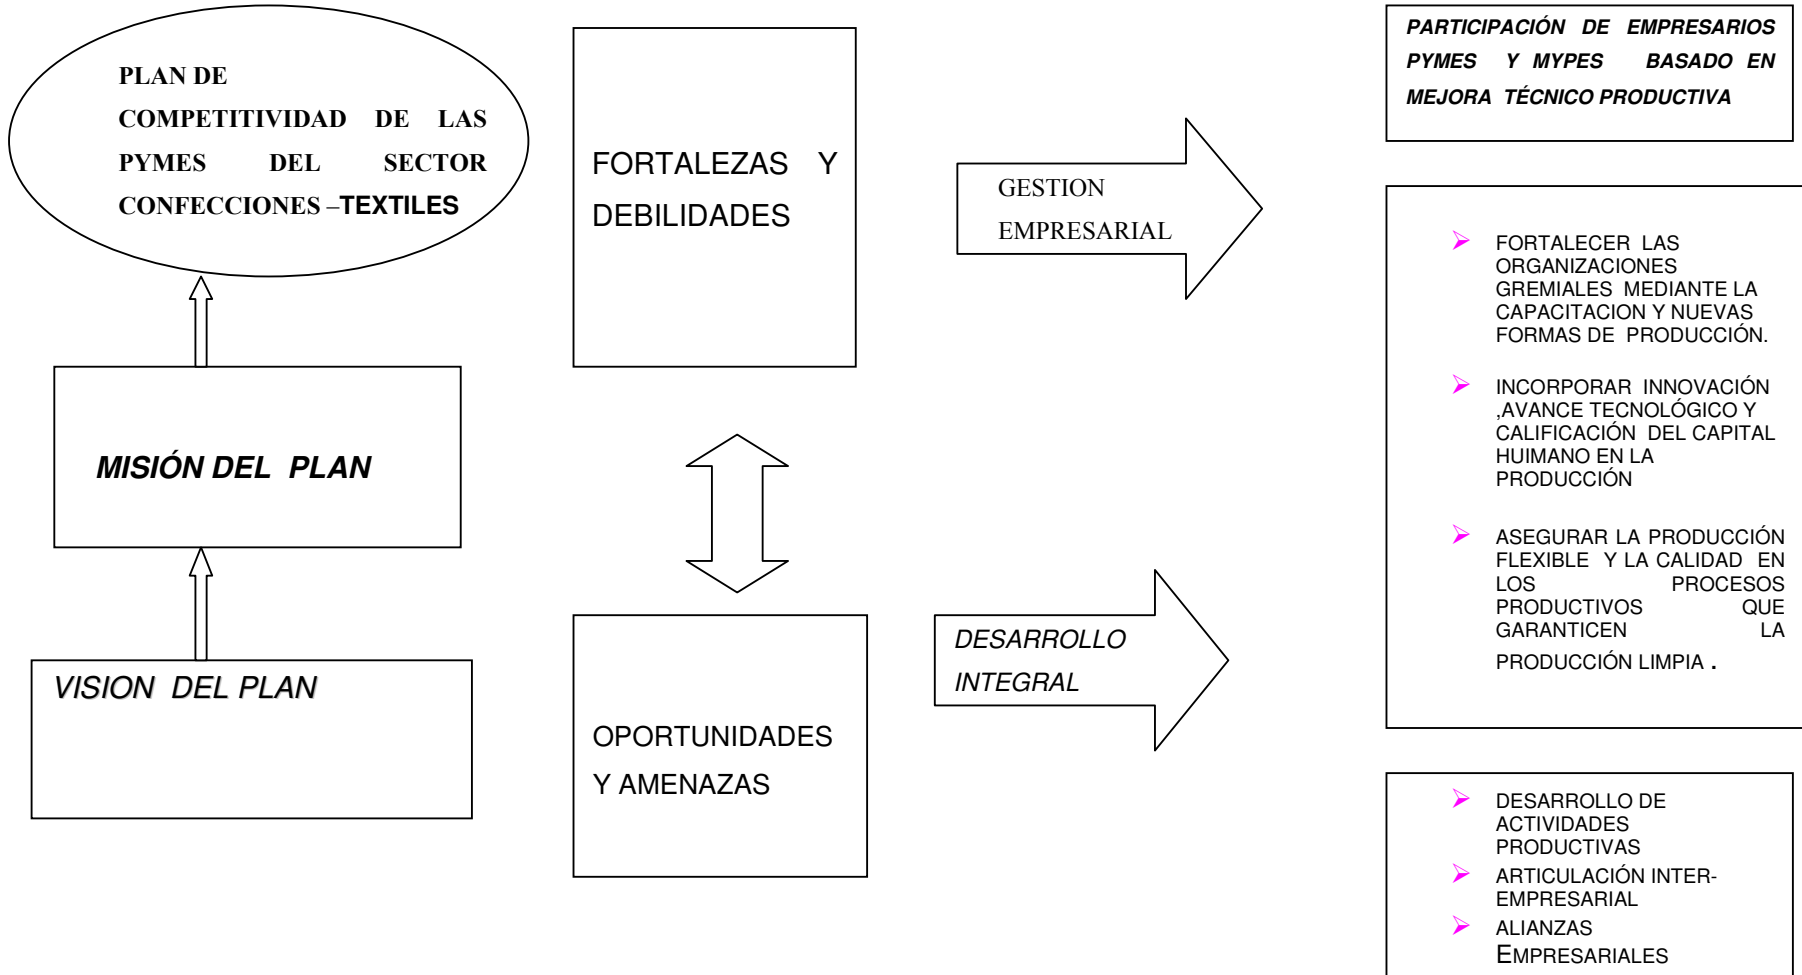 PLAN DE
COMPETITIVIDAD DE LAS
PYMES DEL SECTOR
CONFECCIONES –TEXTILES
MISIÓN DEL PLAN
VISION DEL PLAN
FORTALEZAS Y
DEBILIDADES
OPORTUNIDADES
Y AMENAZAS
GESTION
EMPRESARIAL
DESARROLLO
INTEGRAL
PARTICIPACIÓN DE EMPRESARIOS
PYMES Y MYPES BASADO EN
MEJORA TÉCNICO PRODUCTIVA
FORTALECER LAS
ORGANIZACIONES
GREMIALES MEDIANTE LA
CAPACITACION Y NUEVAS
FORMAS DE PRODUCCIÓN.
INCORPORAR INNOVACIÓN
,AVANCE TECNOLÓGICO Y
CALIFICACIÓN DEL CAPITAL
HUIMANO EN LA
PRODUCCIÓN
ASEGURAR LA PRODUCCIÓN
FLEXIBLE Y LA CALIDAD EN
LOS PROCESOS
PRODUCTIVOS QUE
GARANTICEN LA
PRODUCCIÓN LIMPIA .
DESARROLLO DE
ACTIVIDADES
PRODUCTIVAS
ARTICULACIÓN INTER-
EMPRESARIAL
ALIANZAS
EMPRESARIALES